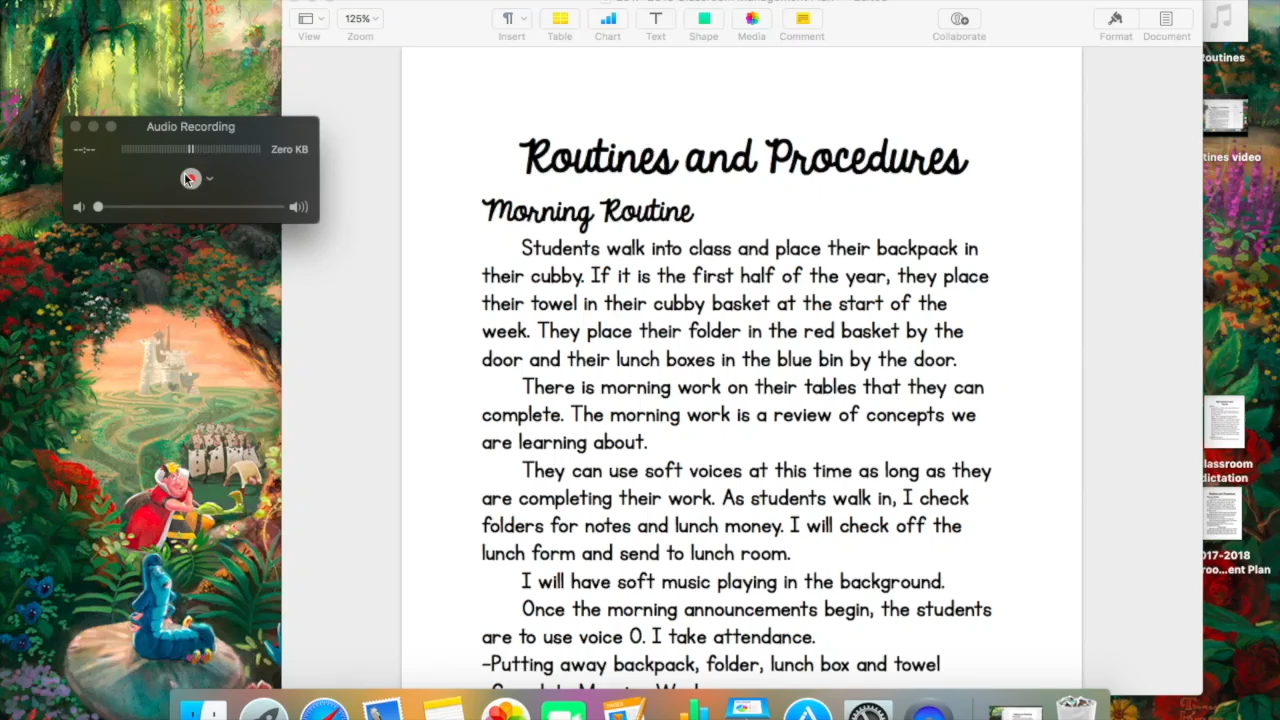 125%
View
Zoom
Insert
Table
Chart
Text
Shape
Media
Comment
Collaborate
Format
Document
Audio Recording
--:--
Zero KB
Routines and Procedures
Morning Routine
Students walk into class and place their backpack in
their cubby. If it is the first half of the year, they place
their towel in their cubby basket at the start of the
week. They place their folder in the red basket by the
door and their lunch boxes in the blue bin by the door.
There is morning work on their tables that they can
complete. The morning work is a review of concepts we
are learning about.
They can use soft voices at this time as long as they
are completing their work. As students walk in, I check
folders for notes and lunch money. I will check off the
lunch form and send to lunch room.
I will have soft music playing in the background.
Once the morning announcements begin, the students
are to use voice 0. I take attendance.
-Putting away backpack, folder, lunch box and towel
outines
tines video
lassroom
dictation
017-2018
roo...ent Plan